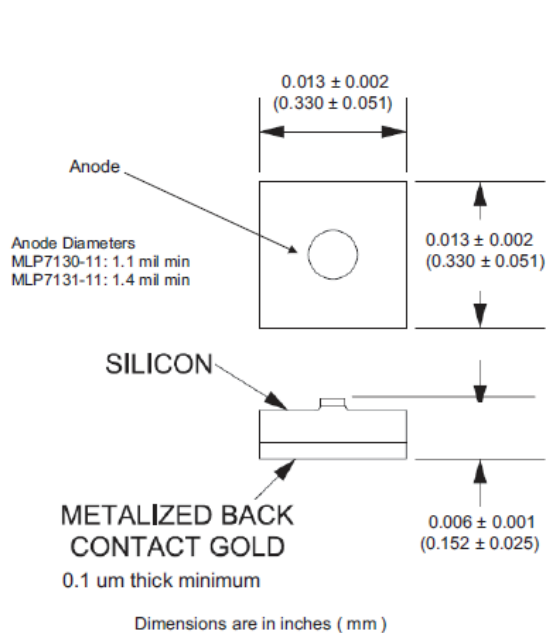 0.013 ± 0.002
(0.330 ± 0.051)
Anode
Anode Diameters
MLP7130-11: 1.1 mil min
MLP7131-11: 1.4 mil min
0.013 ± 0.002
(0.330 ± 0.051)
SILICON
METALIZED BACK
CONTACT GOLD
0.1 um thick minimum
0.006 ± 0.001
(0.152 ± 0.025)
Dimensions are in inches ( mm )